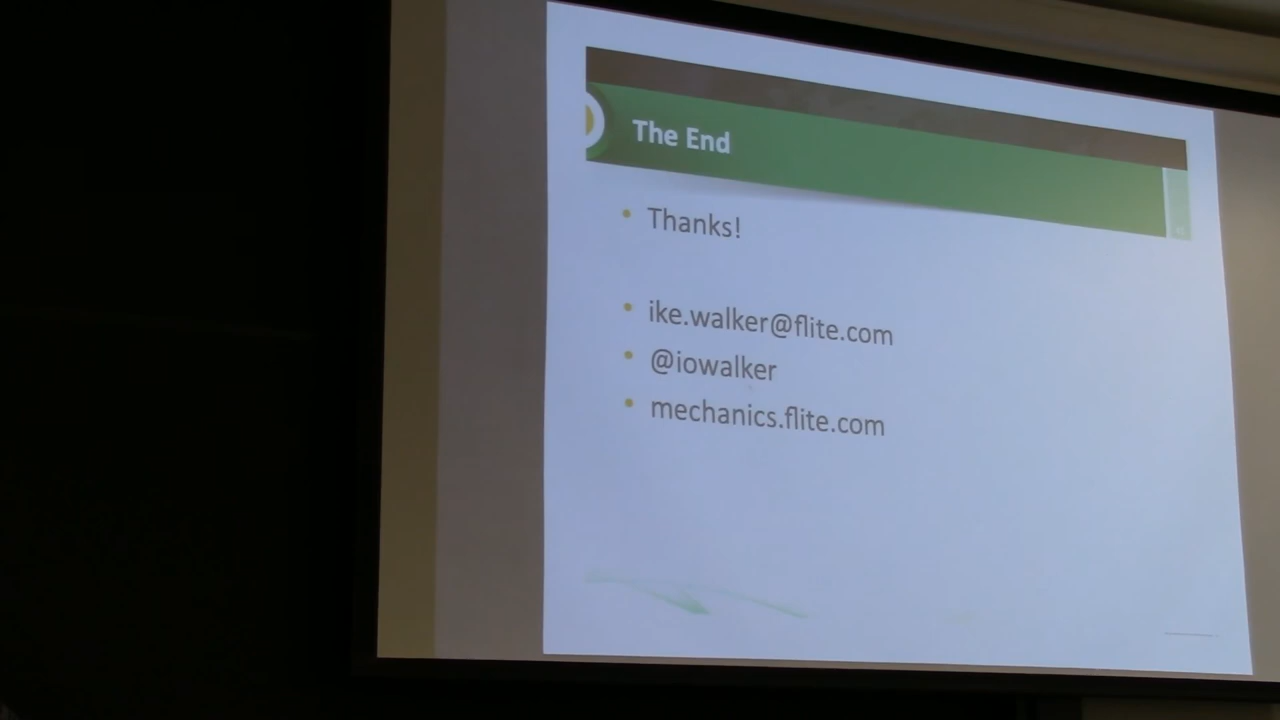 The End
Thanks!
ike.walker@flite.com
@iowalker
mechanics.flite.com